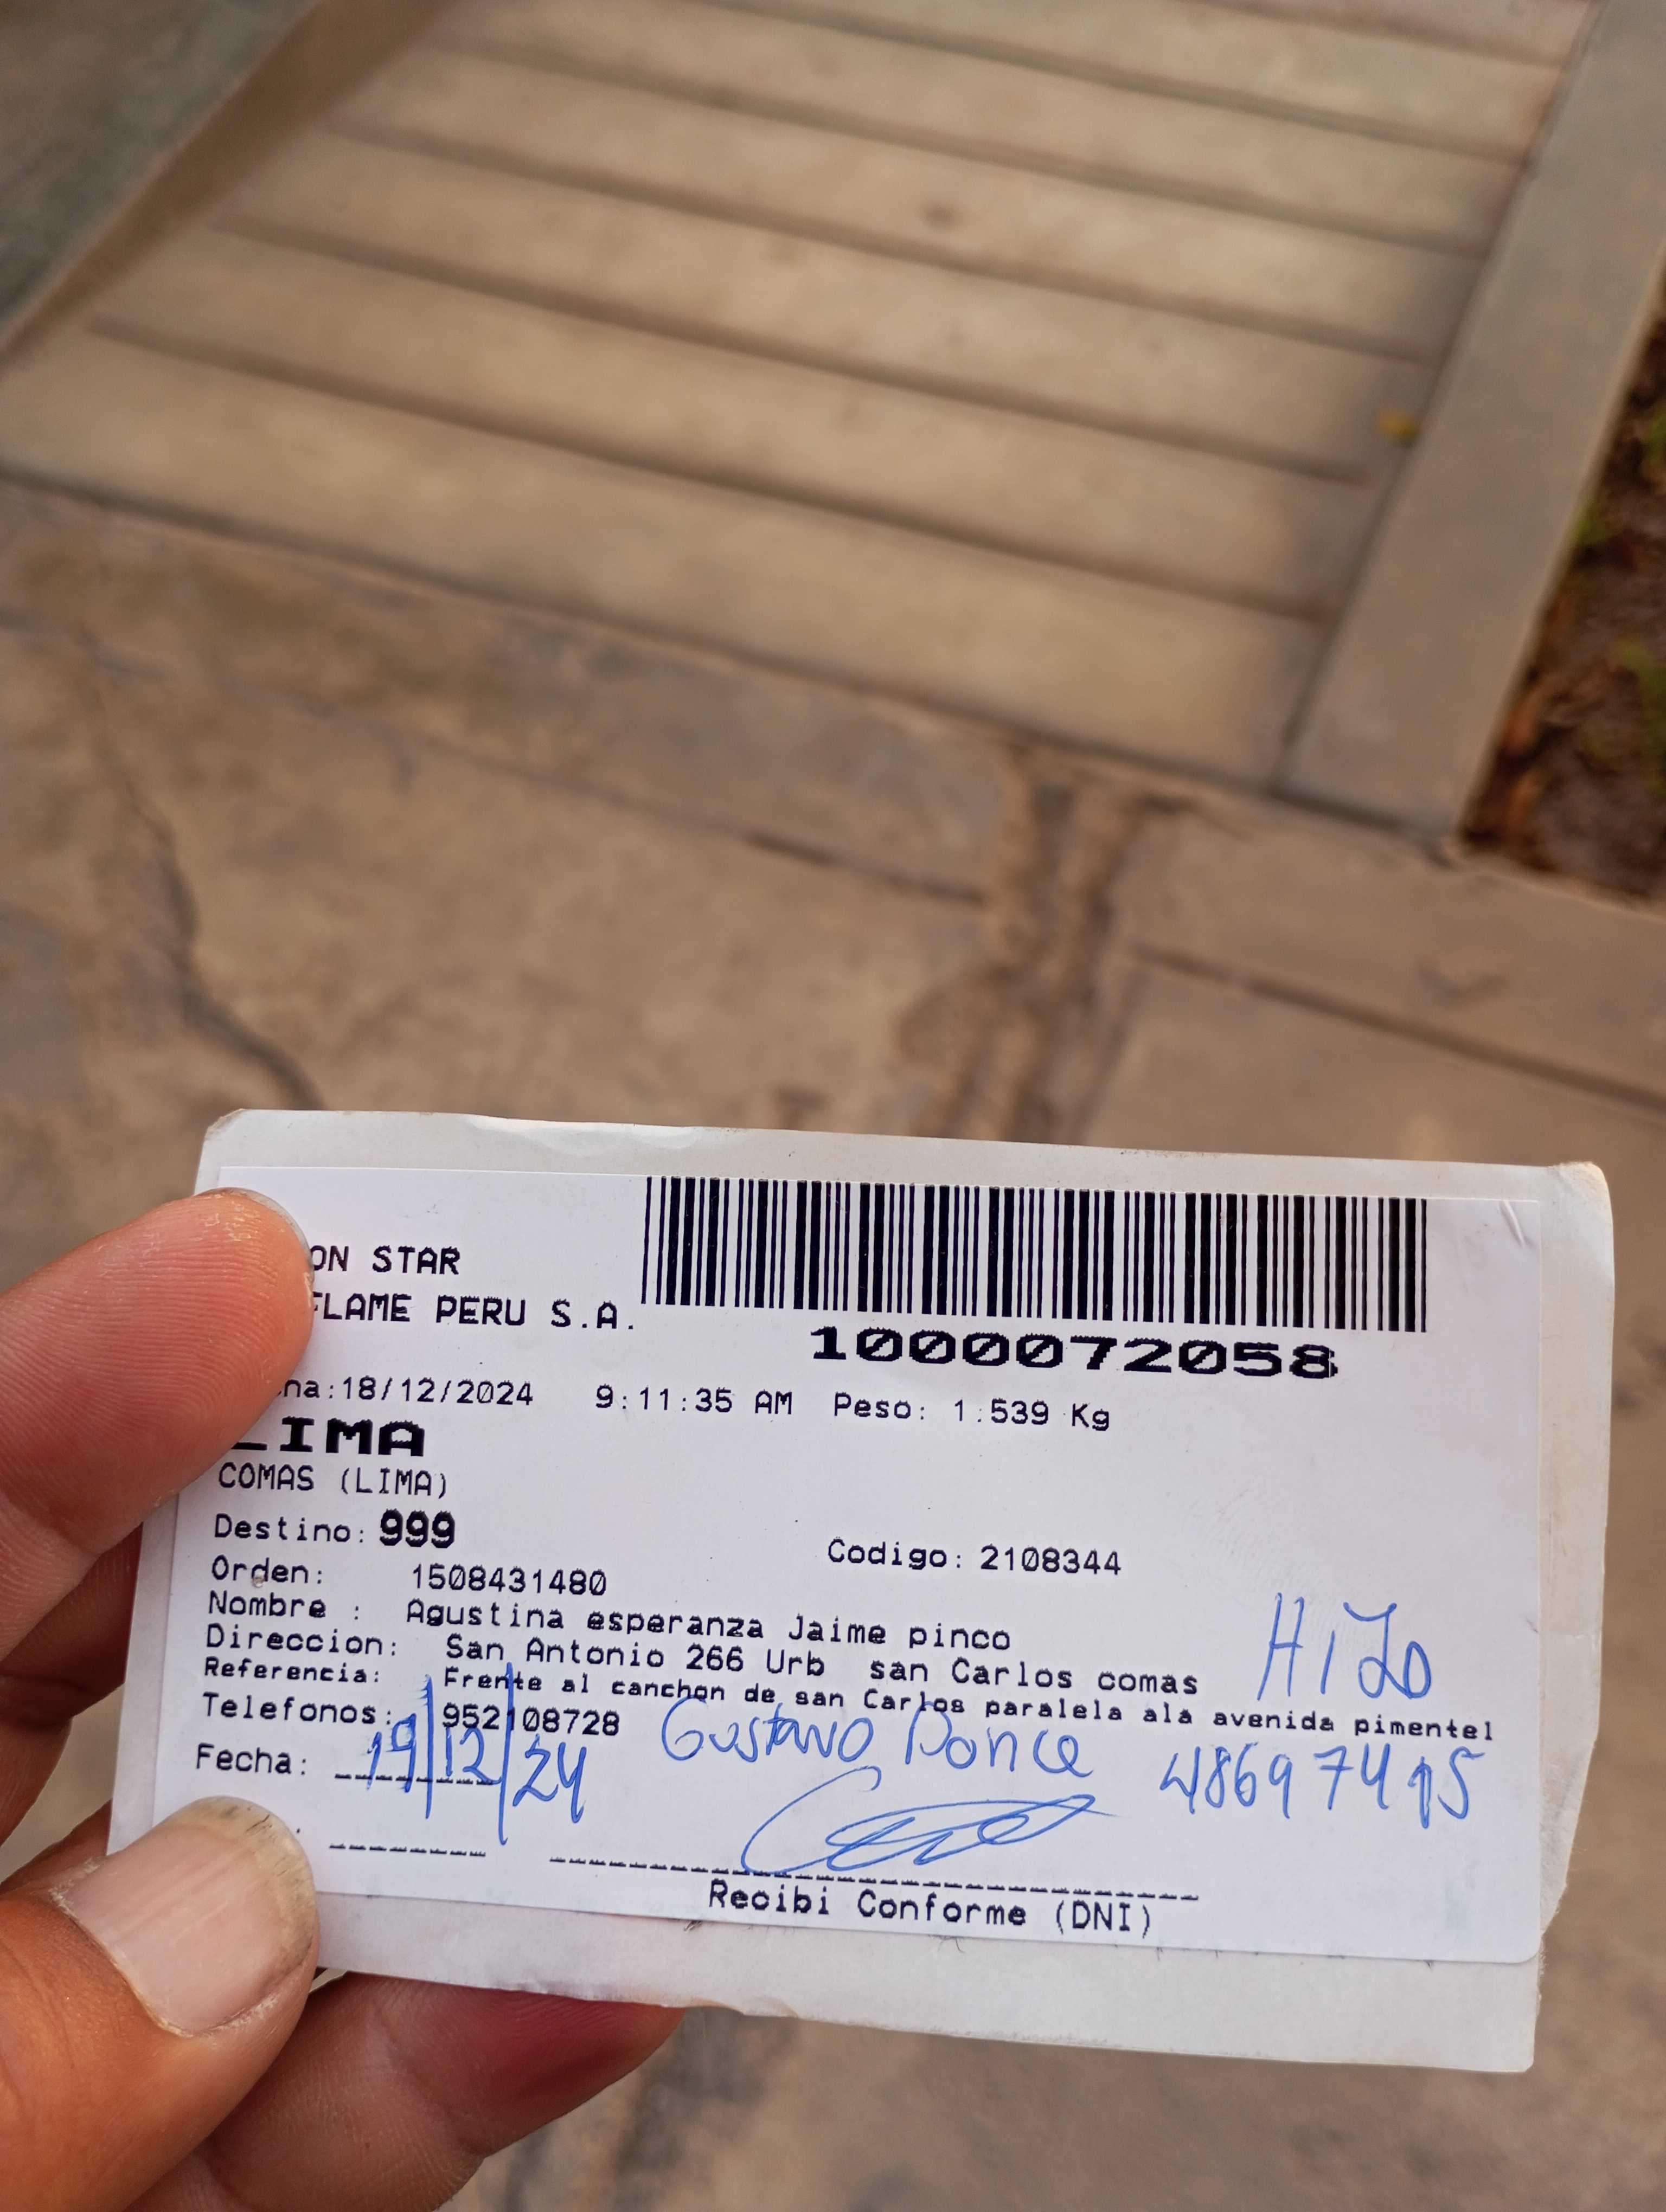 ON STAR
FLAME PERU S.A.
1000072058
na:18/12/2024 9:11:35 AM Peso: 1.539 Kg
LIMA
COMAS (LIMA)
Destino: 999
Codigo: 2108344
Orden: 1508431480
Nombre : Agustina esperanza Jaime pinco
Direccion: San Antonio 266 Urb san Carlos comas
HiJo
Referencia: Frente al canchon de san Carlos paralela ala avenida pimentel
Telefonos: 952108728
Gustavo Ponce
Fecha: 19/12/24
Recibi Conforme (DNI)